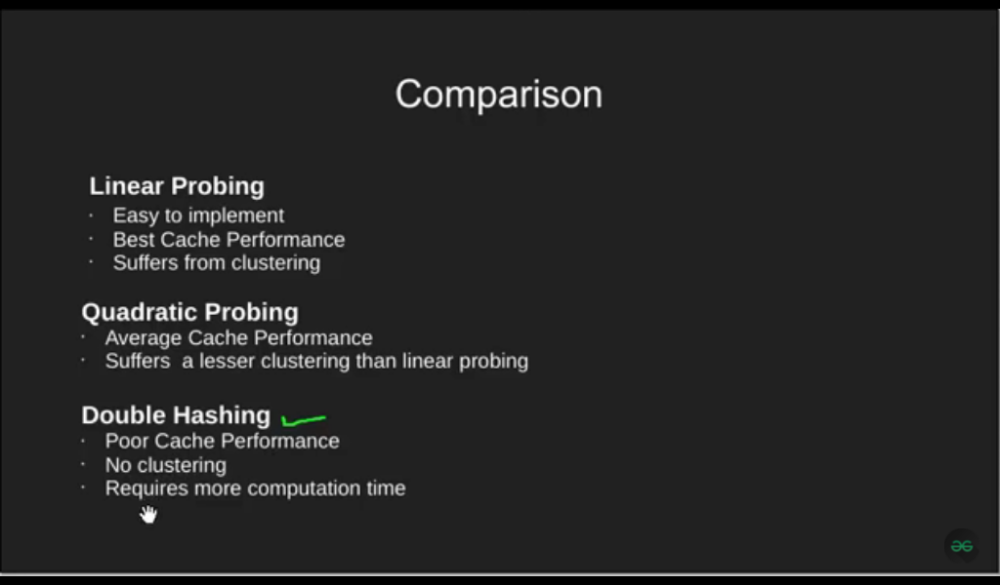 Comparison
Linear Probing
· Easy to implement
· Best Cache Performance
· Suffers from clustering
Quadratic Probing
· Average Cache Performance
· Suffers  a lesser clustering than linear probing
Double Hashing
· Poor Cache Performance
· No clustering
· Requires more computation time